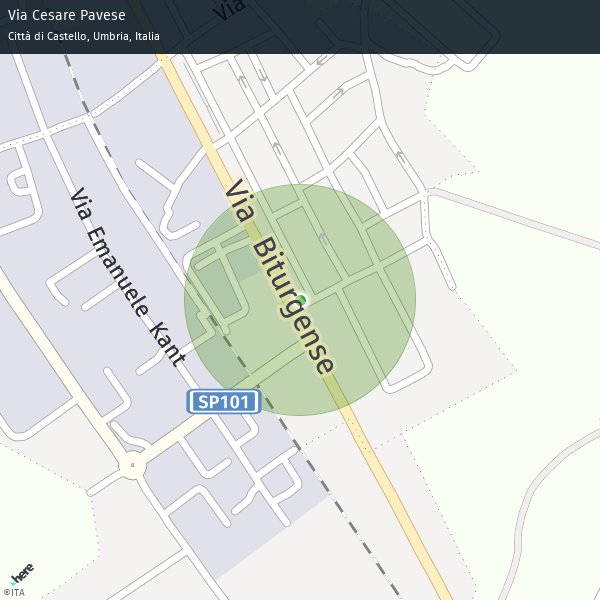 Via Cesare Pavese
Città di Castello, Umbria, Italia
Via
Via Biturgense
Via Emanuele Kant
SP101
here
©ITA